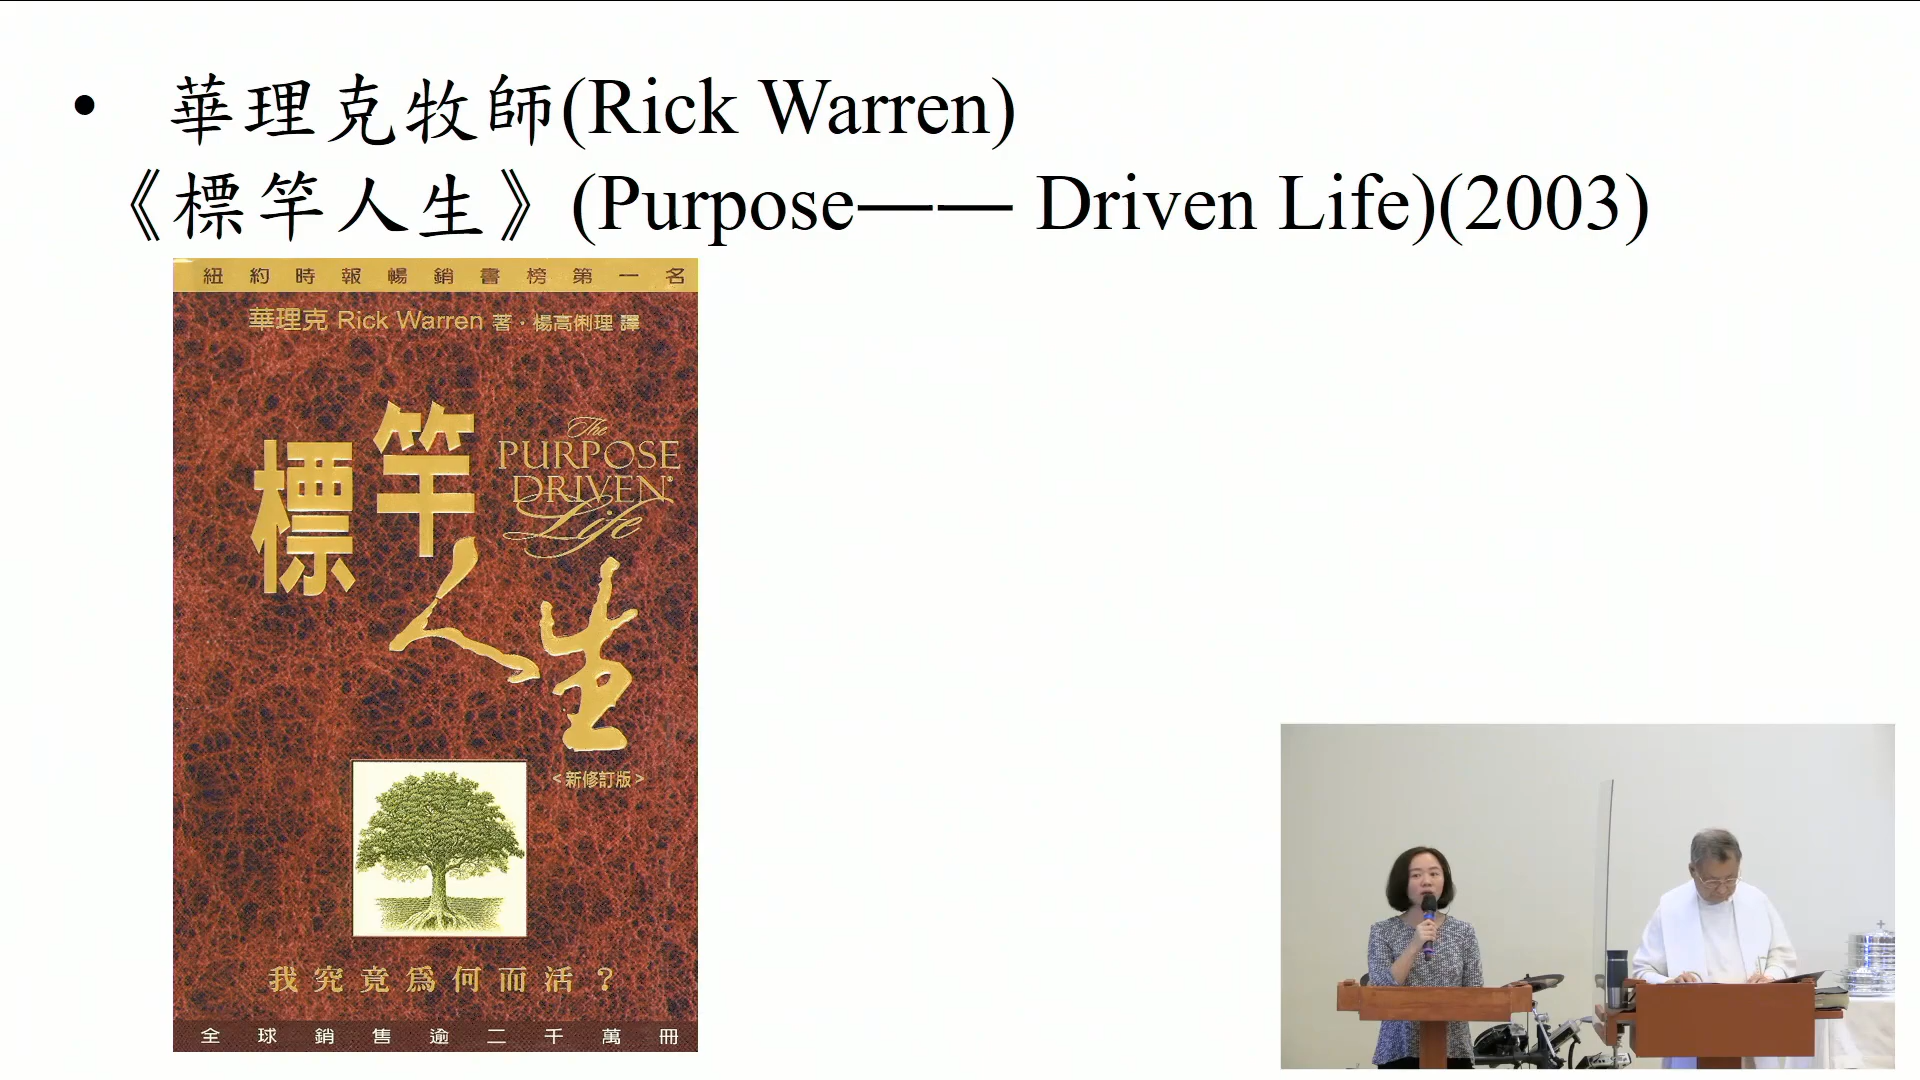 • 華理克牧師(Rick Warren)
《標竿人生》(Purpose—— Driven Life)(2003)
紐約時報暢銷書榜第一名
華理克 Rick Warren 著·楊高俐理 譯
標竿人生
The
PURPOSE
DRIVEN®
Life
<新修訂版>
我究竟爲何而活？
全球銷售逾二千萬冊